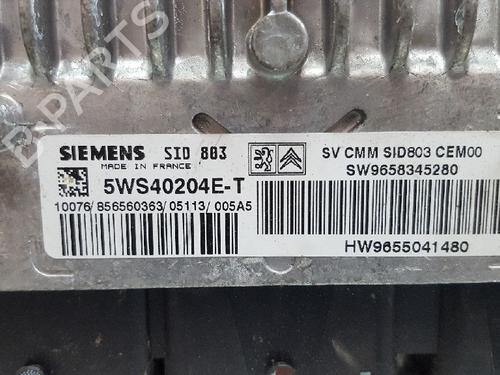 B PARTS
SIEMENS SID 803
MADE IN FRANCE
5WS40204E-T
10076/B56560363/05113/005A5
SV CMM SID803 CEM00
SW9658345280
HW9655041480